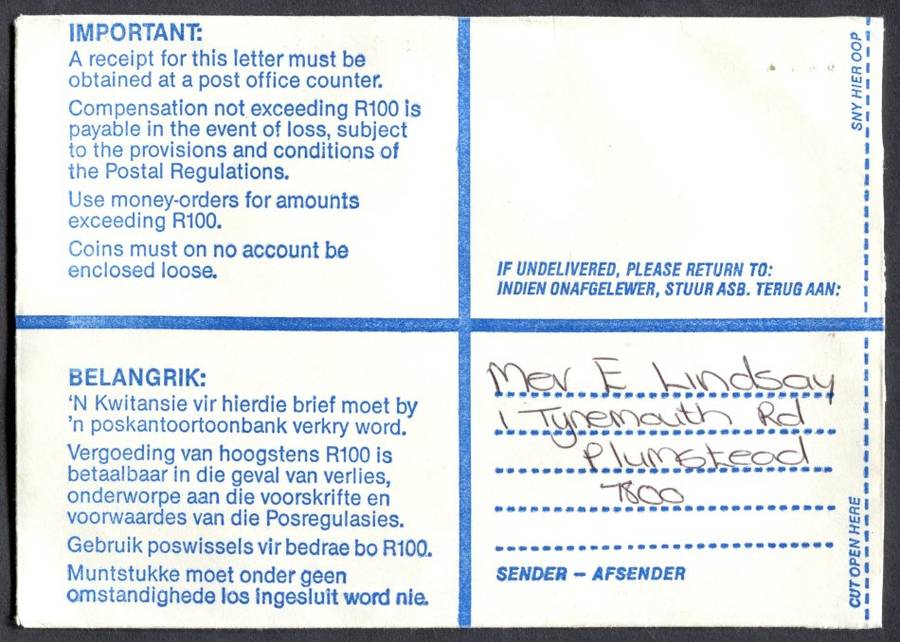 IMPORTANT:
A receipt for this letter must be
obtained at a post office counter.
Compensation not exceeding R100 is
payable in the event of loss, subject
to the provisions and conditions of
the Postal Regulations.
Use money-orders for amounts
exceeding R100.
Coins must on no account be
enclosed loose.
BELANGRIK:
'N Kwitansie vir hierdie brief moet by
'n poskantoortoonbank verkry word.
Vergoeding van hoogstens R100 is
betaalbaar in die geval van verlies,
onderworpe aan die voorskrifte en
voorwaardes van die Posregulasies.
Gebruik poswissels vir bedrae bo R100.
Muntstukke moet onder geen
omstandighede los ingesluit word nie.
IF UNDELIVERED, PLEASE RETURN TO:
INDIEN ONAFGELEWER, STUUR ASB. TERUG AAN:
Mev E Lindsay
1 Tynemouth Rd
Plumstead
7800
SENDER – AFSENDER
SNY HIER OOP
CUT OPEN HERE